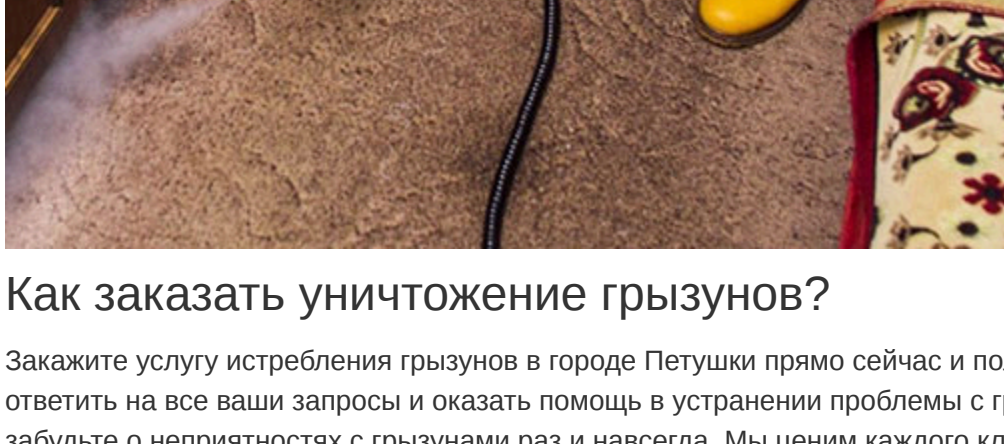 Как заказать уничтожение грызунов?
Закажите услугу истребления грызунов в городе Петушки прямо сейчас и
ответить на все ваши запросы и оказать помощь в устранении проблемы с
забудьте о неприятностях с грызунами раз и навсегда. Мы ценим каждого